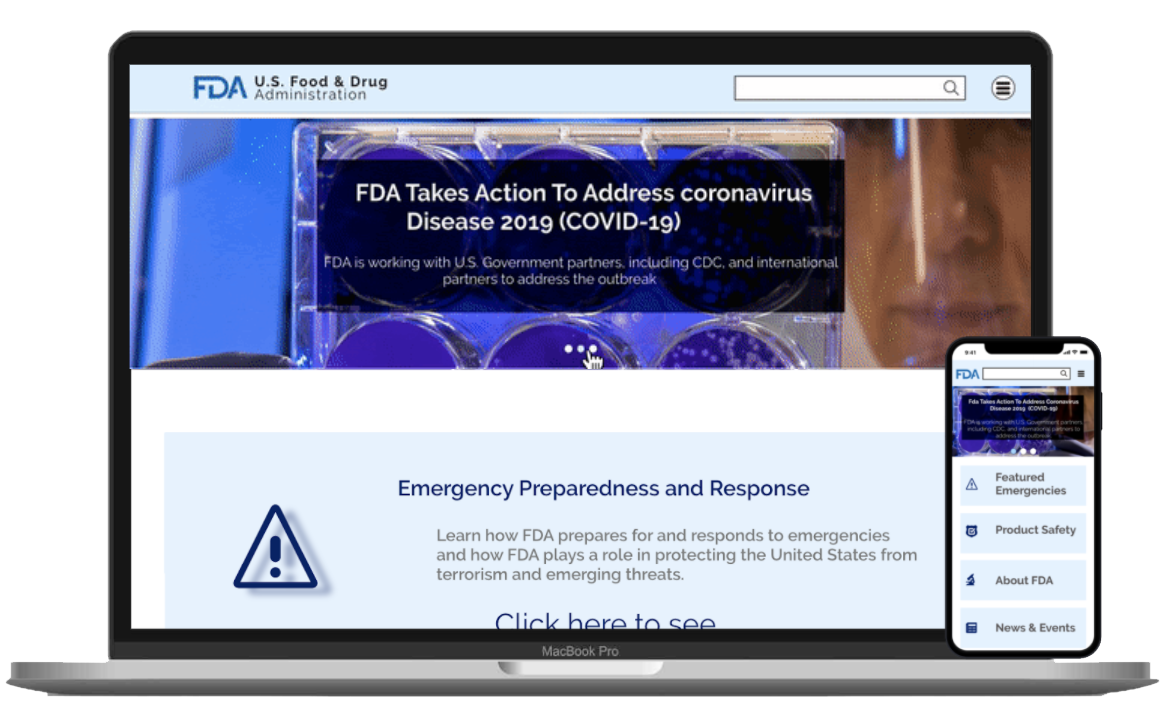 FDA U.S. Food & Drug
Administration
FDA Takes Action To Address coronavirus
Disease 2019 (COVID-19)
FDA is working with U.S. Government partners, including CDC, and international
partners to address the outbreak
Emergency Preparedness and Response
Learn how FDA prepares for and responds to emergencies
and how FDA plays a role in protecting the United States from
terrorism and emerging threats.
Click here to see
MacBook Pro
9:41
FDA
Fda Takes Action To Address Coronavirus
Disease 2019 (COVID-19)
FDA is working with U.S. Government partners,
including CDC, and international partners to
address the outbreak
Featured
Emergencies
Product Safety
About FDA
News & Events